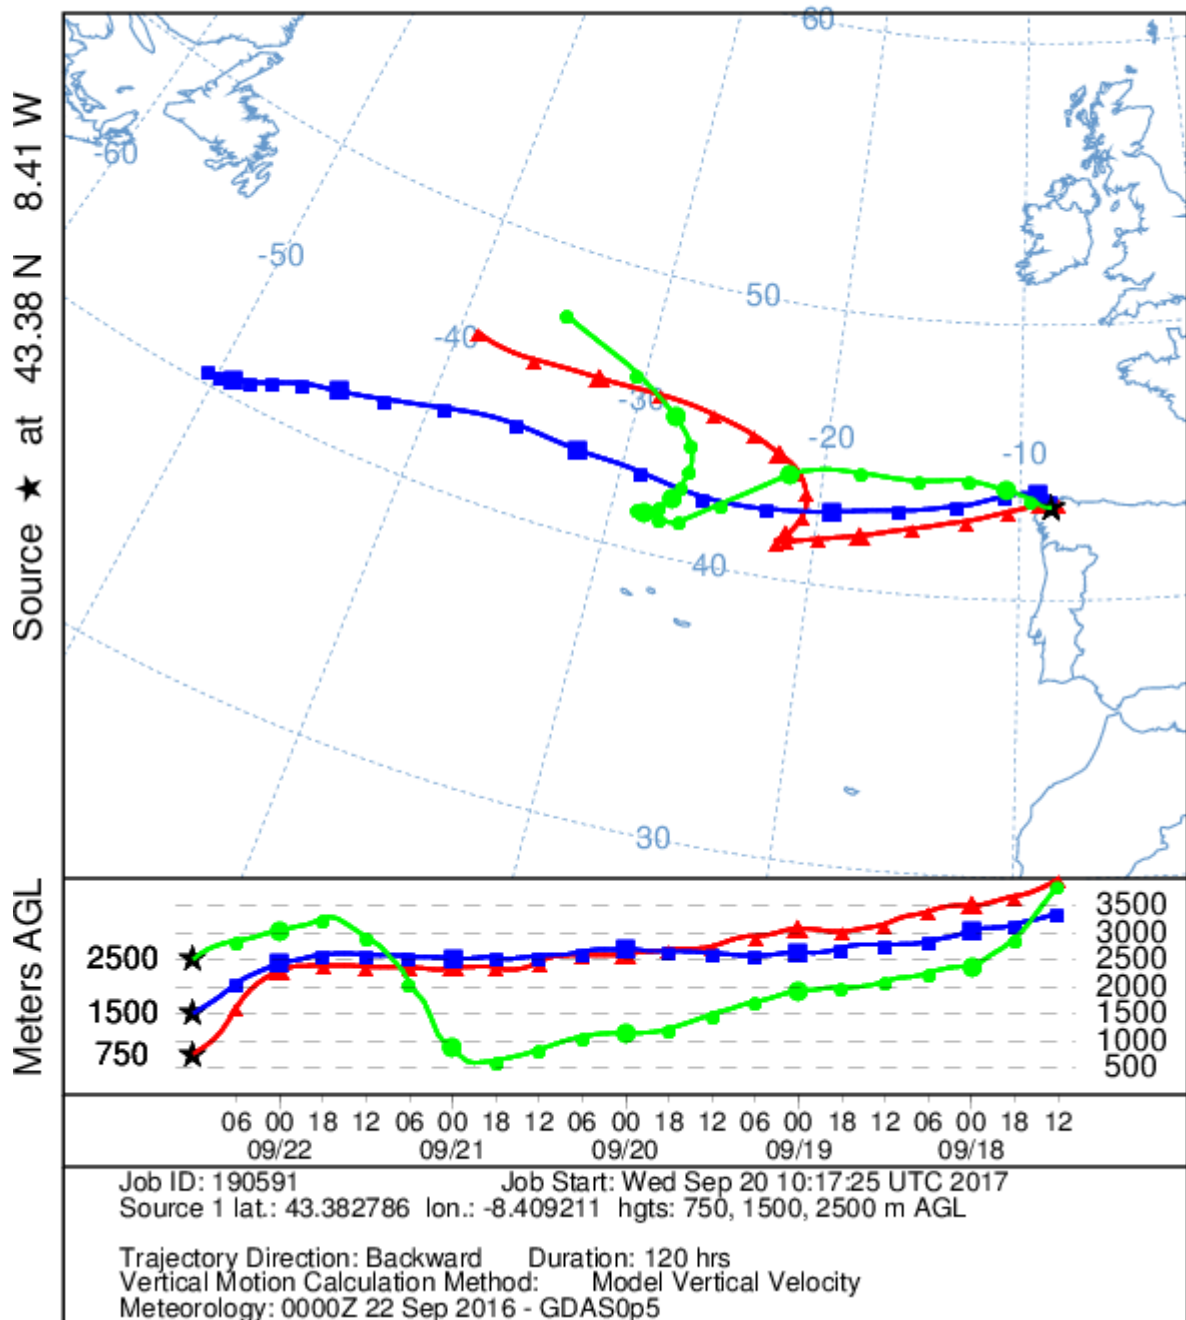 Source ★ at 43.38 N 8.41 W
60
-60
-50
50
-40
-30
-20
-10
40
30
Meters AGL
3500
3000
2500 2500
2000
1500 1500
1000
750 500
06 00 18 12 06 00 18 12 06 00 18 12 06 00 18 12 06 00 18 12
09/22 09/21 09/20 09/19 09/18
Job ID: 190591 Job Start: Wed Sep 20 10:17:25 UTC 2017
Source 1 lat.: 43.382786 lon.: -8.409211 hgts: 750, 1500, 2500 m AGL
Trajectory Direction: Backward Duration: 120 hrs
Vertical Motion Calculation Method: Model Vertical Velocity
Meteorology: 0000Z 22 Sep 2016 - GDAS0p5